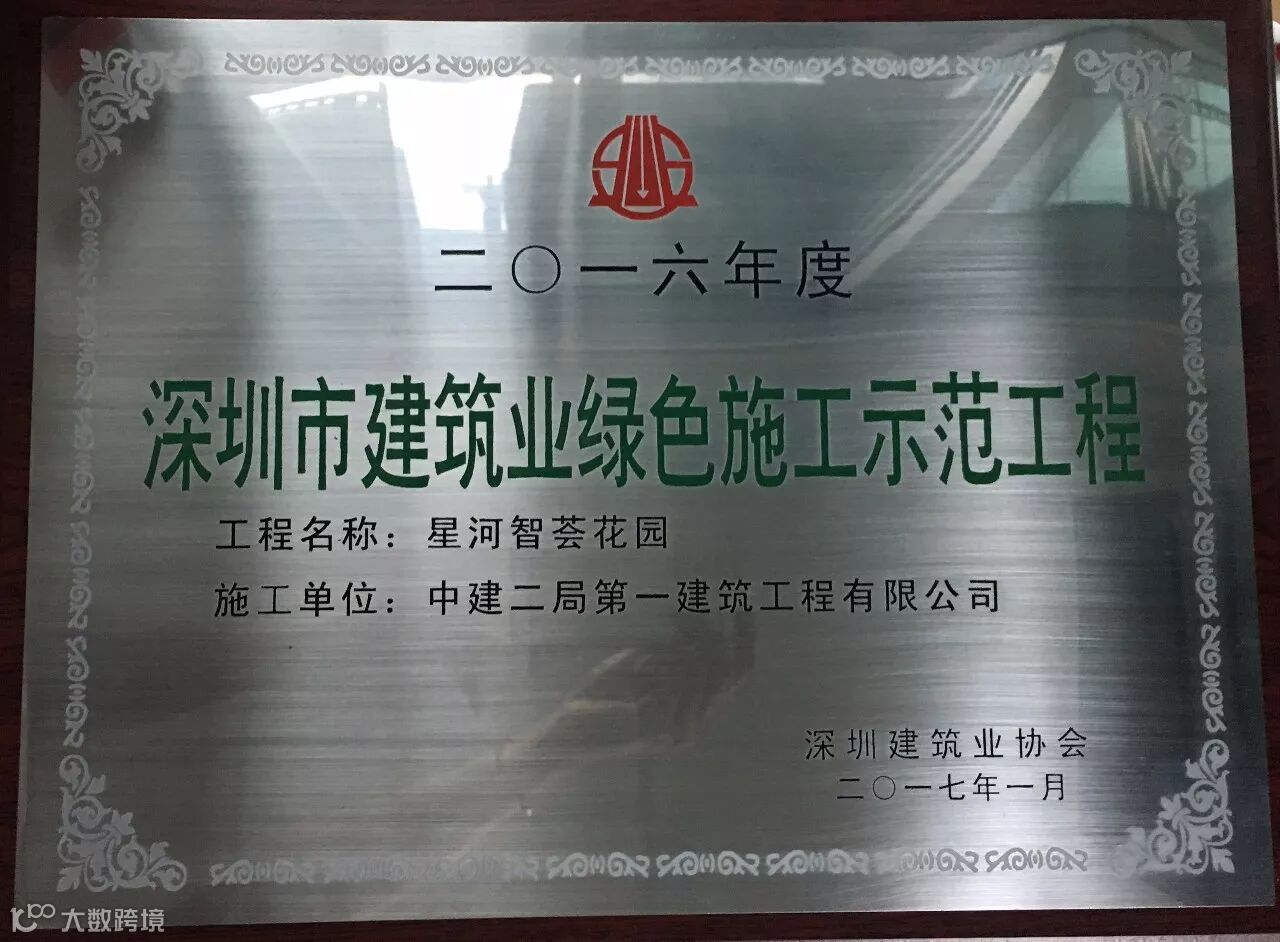 二〇一六年度
深圳市建筑业绿色施工示范工程
工程名称：星河智荟花园
施工单位：中建二局第一建筑工程有限公司
深圳建筑业协会
二〇一七年一月
大数跨境